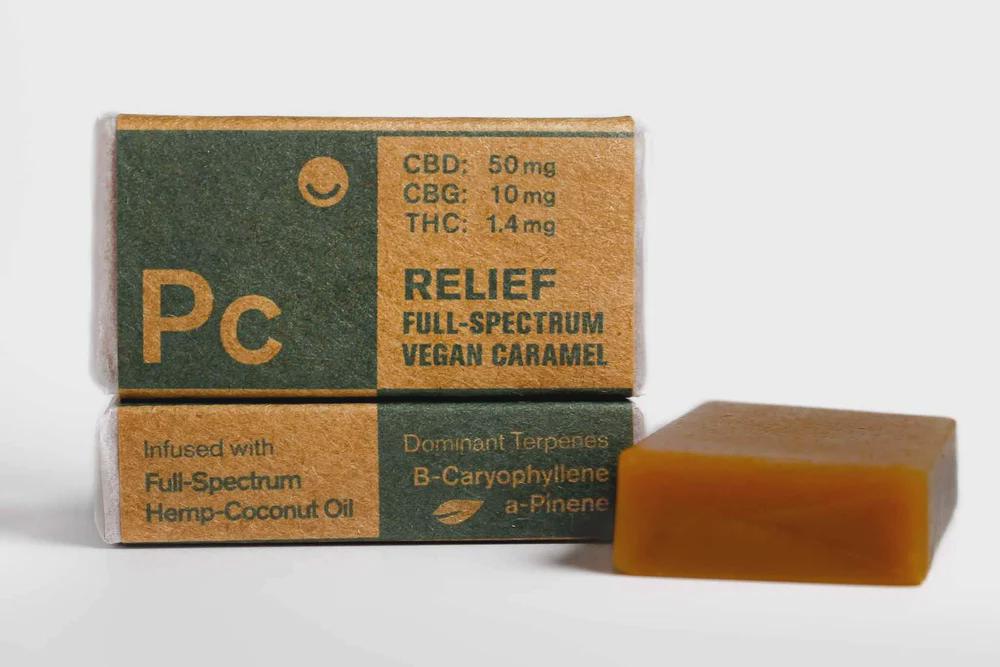 Pc
CBD: 50mg
CBG: 10mg
THC: 1.4mg
RELIEF
FULL-SPECTRUM
VEGAN CARAMEL
Infused with
Full-Spectrum
Hemp-Coconut Oil
Dominant Terpenes
B-Caryophyllene
a-Pinene